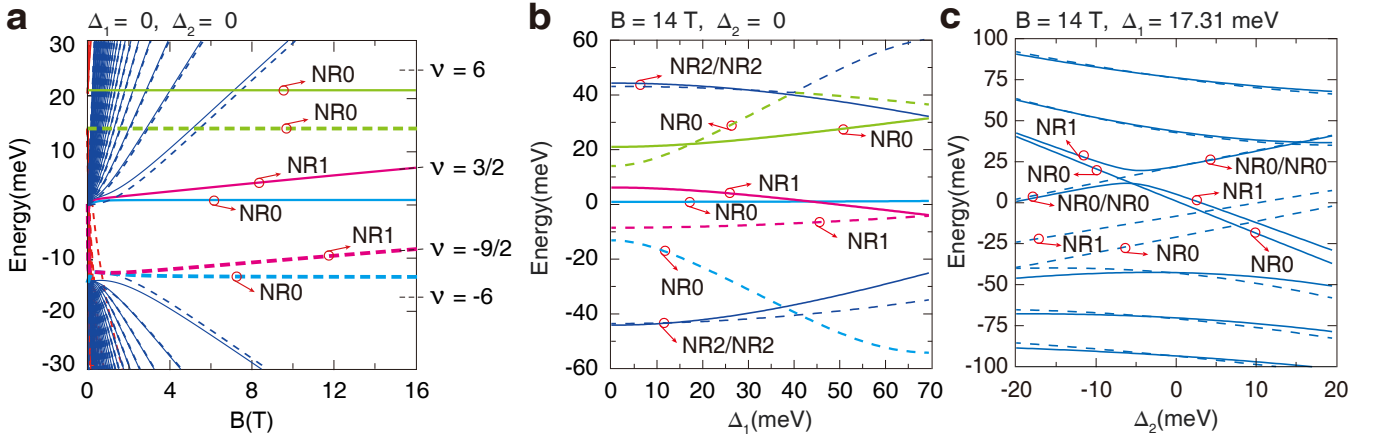 a
Δ₁ = 0, Δ₂ = 0
30
20
10
0
-10
-20
-30
Energy(meV)
0 4 8 12 16
B(T)
NR0
NR0
NR1
NR0
NR1
NR0
ν = 6
ν = 3/2
ν = -9/2
ν = -6
b
B = 14 T, Δ₂ = 0
60
40
20
0
-20
-40
-60
Energy(meV)
0 10 20 30 40 50 60 70
Δ₁(meV)
NR2/NR2
NR0
NR0
NR1
NR0
NR1
NR0
NR2/NR2
c
B = 14 T, Δ₁ = 17.31 meV
100
75
50
25
0
-25
-50
-75
-100
Energy(meV)
-20 -10 0 10 20
Δ₂(meV)
NR1
NR0
NR0/NR0
NR0/NR0
NR1
NR1
NR0
NR0